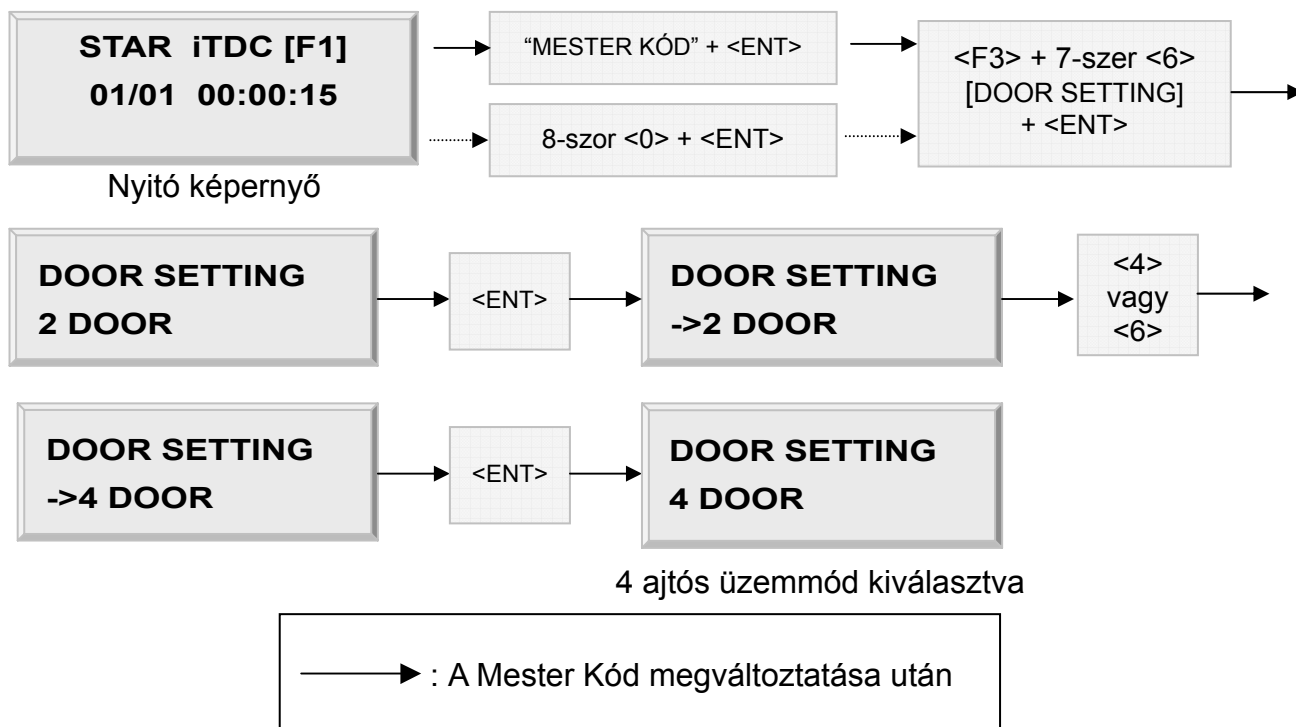 STAR iTDC [F1]
01/01 00:00:15
Nyitó képernyő
“MESTER KÓD” + <ENT>
8-szor <0> + <ENT>
<F3> + 7-szer <6>
[DOOR SETTING]
+ <ENT>
DOOR SETTING
2 DOOR
<ENT>
DOOR SETTING
->2 DOOR
<4>
vagy
<6>
DOOR SETTING
->4 DOOR
<ENT>
DOOR SETTING
4 DOOR
4 ajtós üzemmód kiválasztva
: A Mester Kód megváltoztatása után